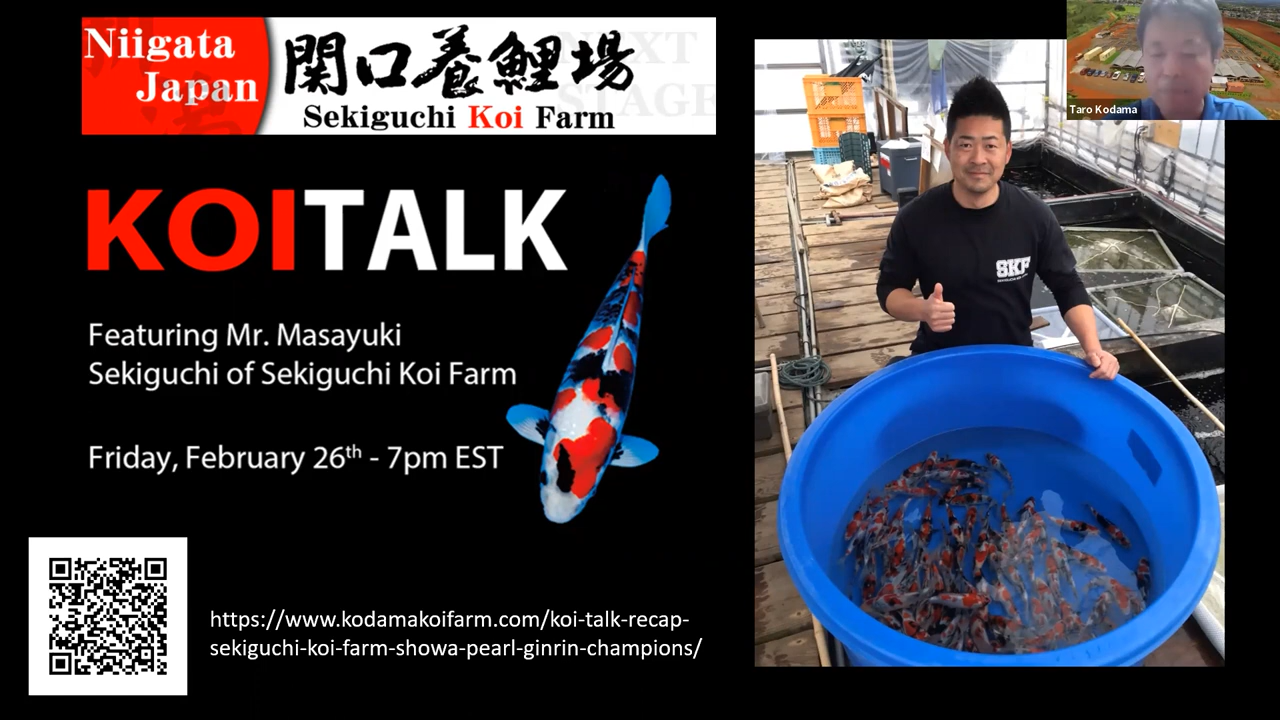 Niigata
Japan
関口養鯉場
NEXT
STAGE
Sekiguchi Koi Farm
KOITALK
Featuring Mr. Masayuki
Sekiguchi of Sekiguchi Koi Farm
Friday, February 26th - 7pm EST
https://www.kodamakoifarm.com/koi-talk-recap-
sekiguchi-koi-farm-showa-pearl-ginrin-champions/
SKF
Taro Kodama